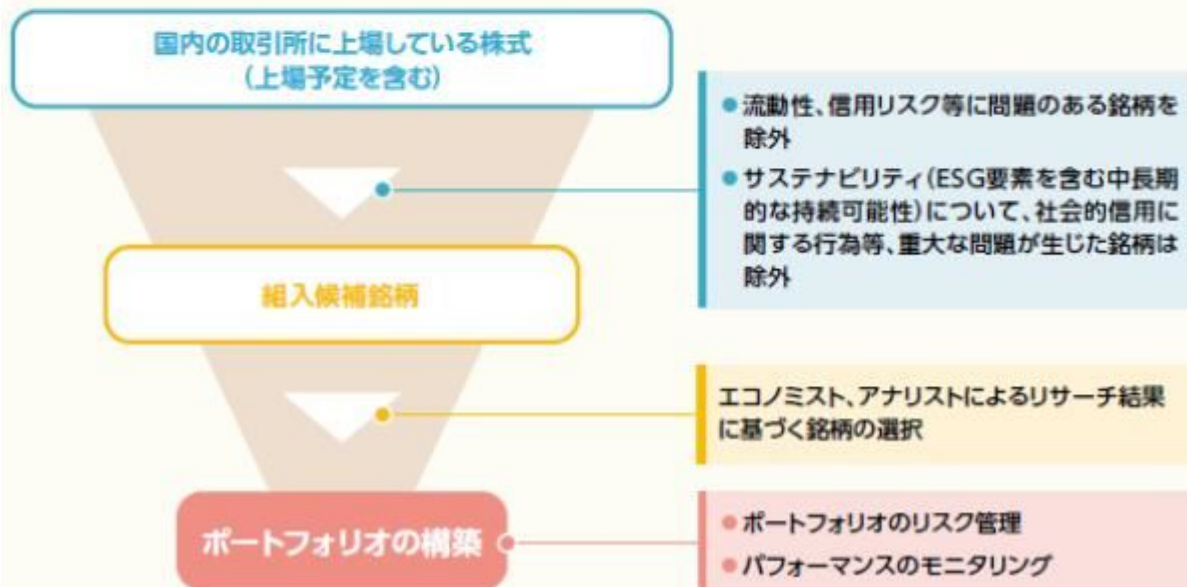 国内の取引所に上場している株式
(上場予定を含む)
●流動性、信用リスク等に問題のある銘柄を
除外
●サステナビリティ(ESG要素を含む中長期
的な持続可能性)について、社会的信用に
関する行為等、重大な問題が生じた銘柄は
除外
組入候補銘柄
エコノミスト、アナリストによるリサーチ結果
に基づく銘柄の選択
ポートフォリオの構築
●ポートフォリオのリスク管理
●パフォーマンスのモニタリング